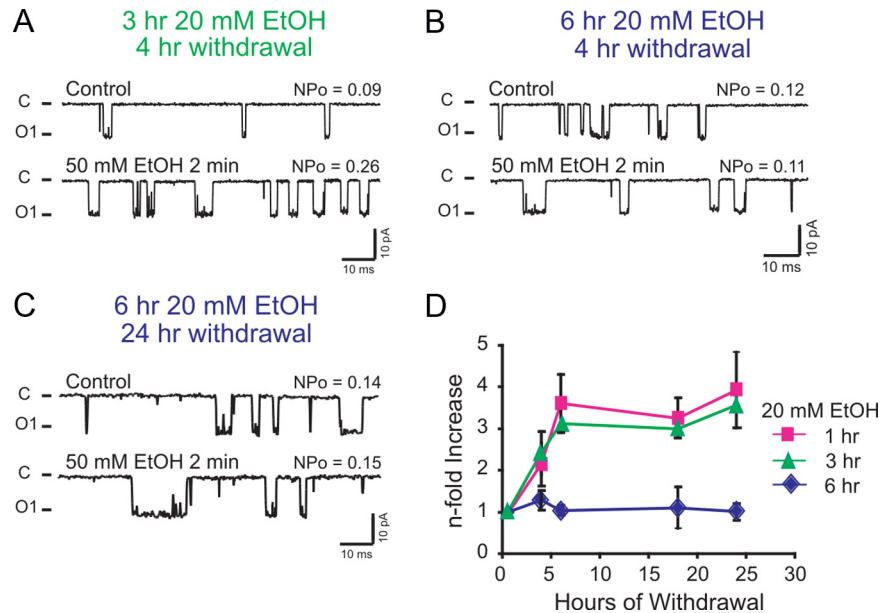 A
3 hr 20 mM EtOH
4 hr withdrawal
Control
NPo = 0.09
C
O1
50 mM EtOH 2 min
NPo = 0.26
C
O1
10 pA
10 ms
B
6 hr 20 mM EtOH
4 hr withdrawal
Control
NPo = 0.12
C
O1
50 mM EtOH 2 min
NPo = 0.11
C
O1
10 pA
10 ms
C
6 hr 20 mM EtOH
24 hr withdrawal
Control
NPo = 0.14
C
O1
50 mM EtOH 2 min
NPo = 0.15
C
O1
10 pA
10 ms
D
n-fold Increase
5
4
3
2
1
0
0 5 10 15 20 25 30
Hours of Withdrawal
20 mM EtOH
1 hr
3 hr
6 hr